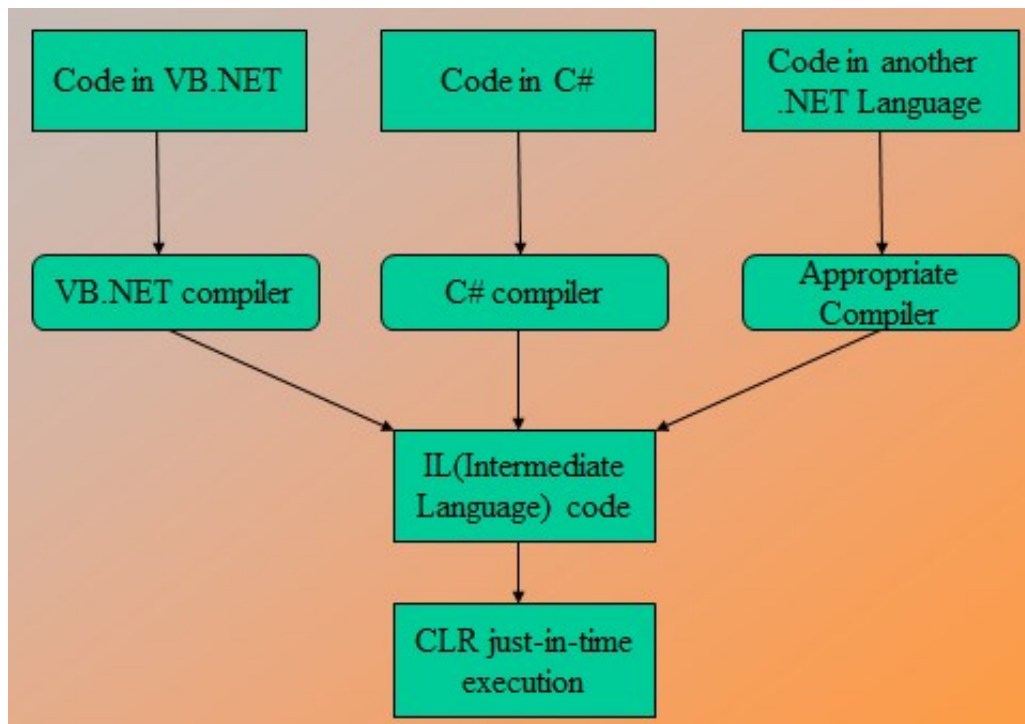 Code in VB.NET
Code in C#
Code in another
.NET Language
VB.NET compiler
C# compiler
Appropriate
Compiler
IL(Intermediate
Language) code
CLR just-in-time
execution